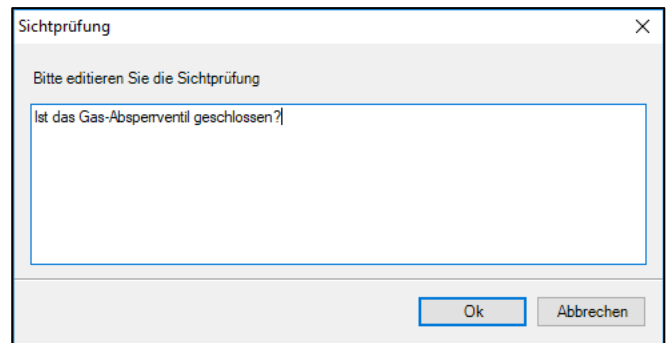 Sichtprüfung
Bitte editieren Sie die Sichtprüfung
Ist das Gas-Absperrventil geschlossen?
Ok
Abbrechen